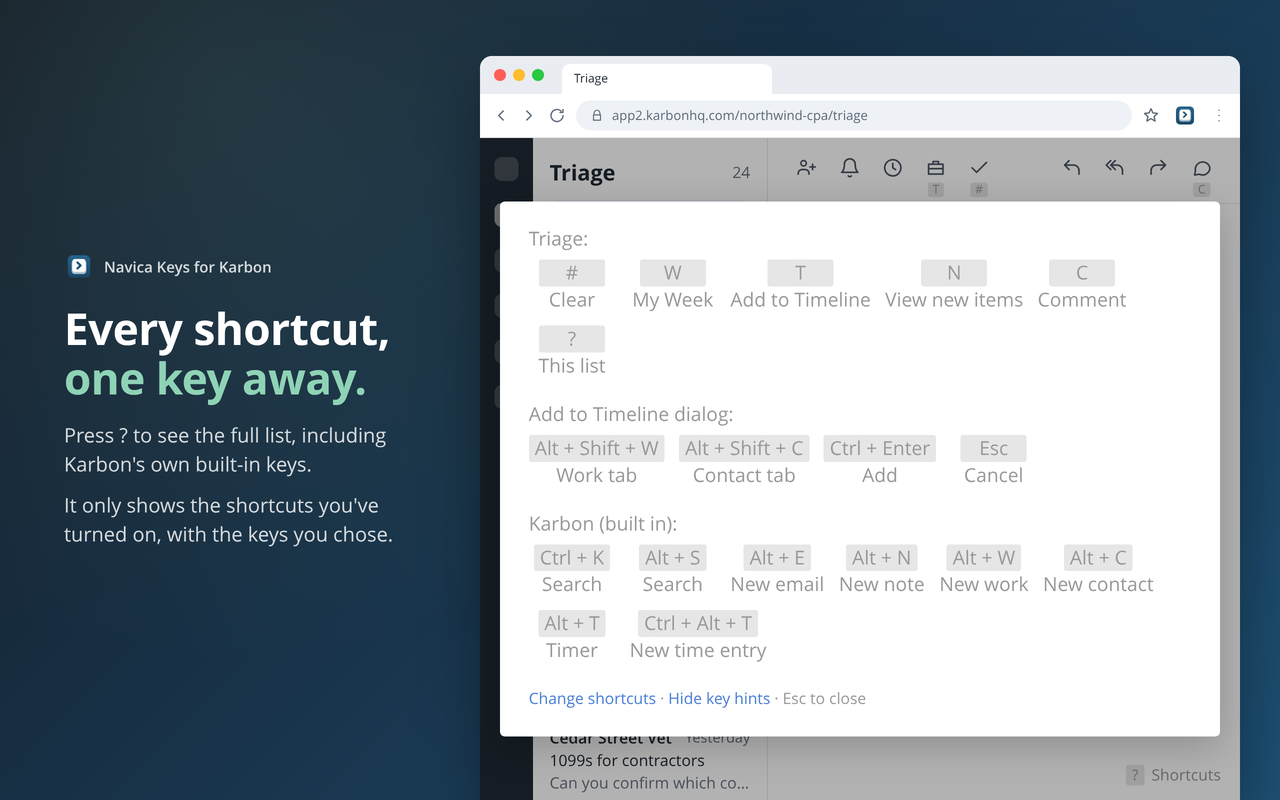 Navica Keys for Karbon
Every shortcut,
one key away.
Press ? to see the full list, including
Karbon's own built-in keys.
It only shows the shortcuts you've
turned on, with the keys you chose.
Triage
app2.karbonhq.com/northwind-cpa/triage
Triage 24
T # C
Triage:
# W T N C
Clear My Week Add to Timeline View new items Comment
?
This list
Add to Timeline dialog:
Alt + Shift + W Alt + Shift + C Ctrl + Enter Esc
Work tab Contact tab Add Cancel
Karbon (built in):
Ctrl + K Alt + S Alt + E Alt + N Alt + W Alt + C
Search Search New email New note New work New contact
Alt + T Ctrl + Alt + T
Timer New time entry
Change shortcuts · Hide key hints · Esc to close
Cedar Street Vet Yesterday
1099s for contractors
Can you confirm which co...
? Shortcuts